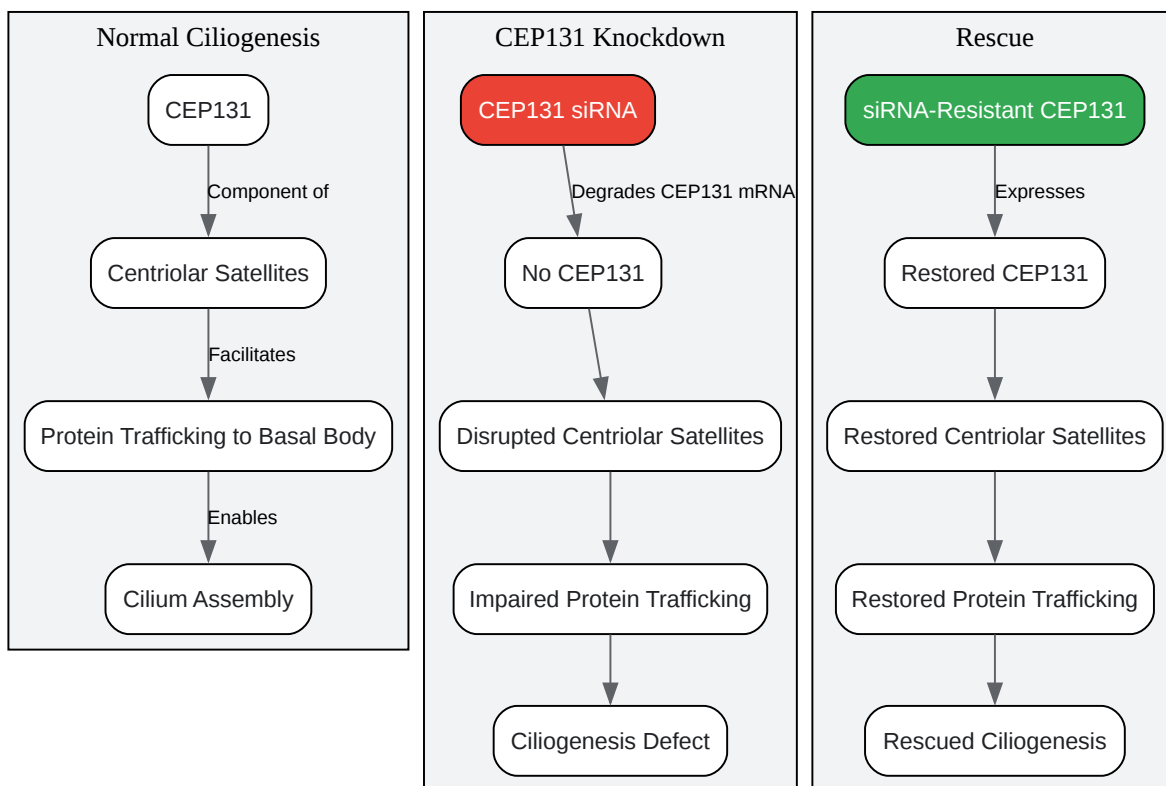 Normal Ciliogenesis
CEP131
Component of
Centriolar Satellites
Facilitates
Protein Trafficking to Basal Body
Enables
Cilium Assembly
CEP131 Knockdown
CEP131 siRNA
Degrades CEP131 mRNA
No CEP131
Disrupted Centriolar Satellites
Impaired Protein Trafficking
Ciliogenesis Defect
Rescue
siRNA-Resistant CEP131
Expresses
Restored CEP131
Restored Centriolar Satellites
Restored Protein Trafficking
Rescued Ciliogenesis